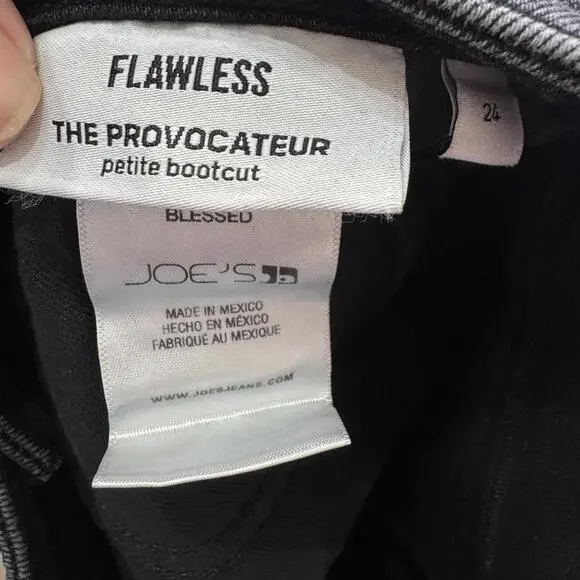 FLAWLESS
THE PROVOCATEUR
petite bootcut
24
BLESSED
JOE'S
MADE IN MEXICO
HECHO EN MÉXICO
FABRIQUÉ AU MEXIQUE
WWW.JOESJEANS.COM